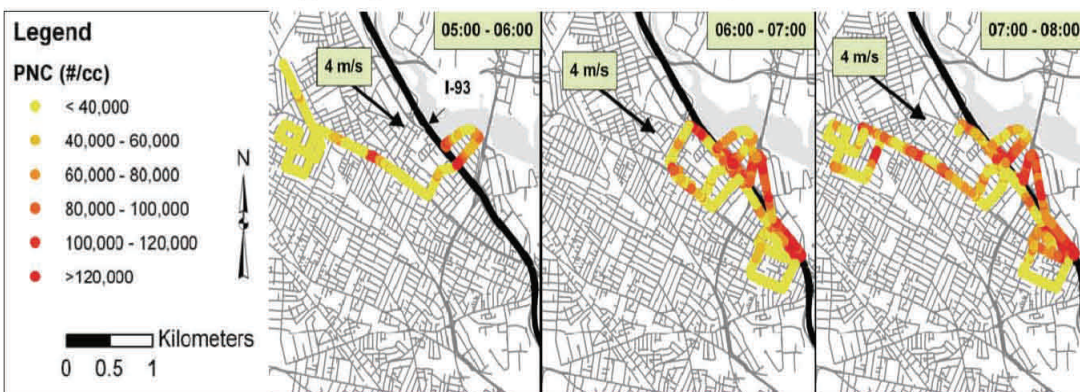 Legend
PNC (#/cc)
< 40,000
40,000 - 60,000
60,000 - 80,000
80,000 - 100,000
100,000 - 120,000
>120,000
N
Kilometers
0 0.5 1
05:00 - 06:00
4 m/s
I-93
06:00 - 07:00
4 m/s
07:00 - 08:00
4 m/s